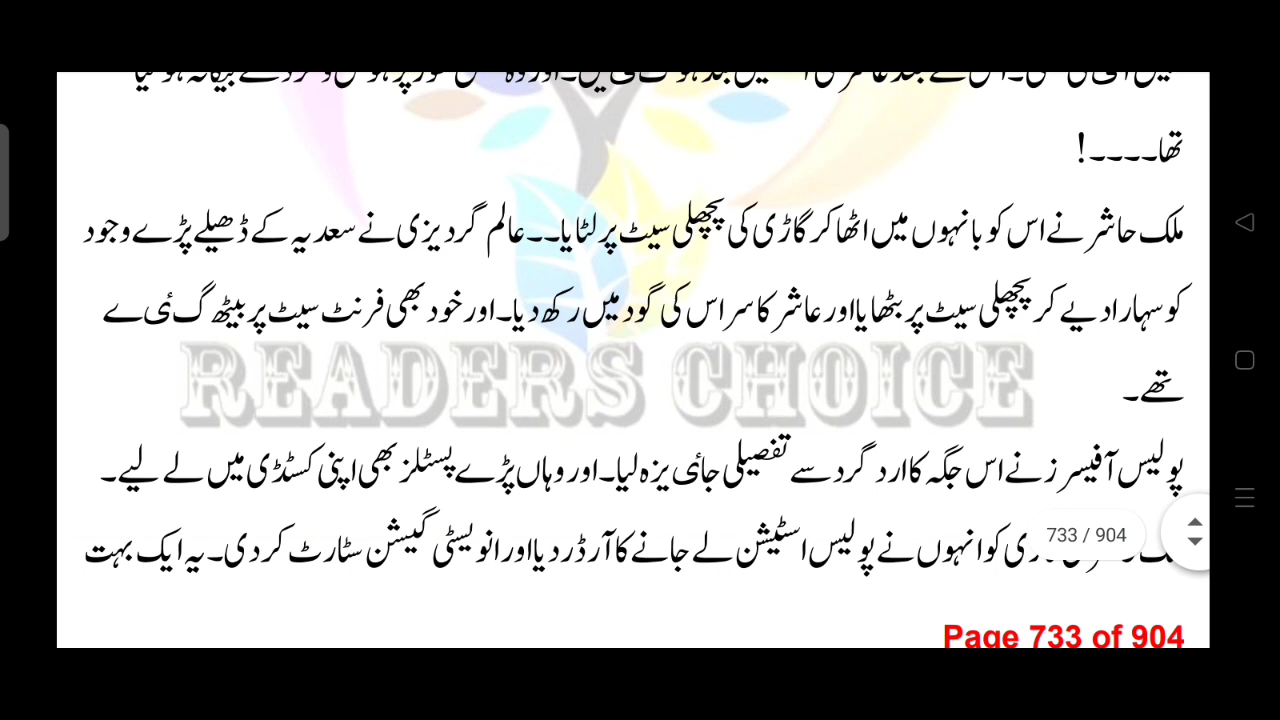 تھا۔۔۔۔!
ملک حاشر نے اس کو بانہوں میں اٹھا کر گاڑی کی پچھلی سیٹ پر لٹایا۔۔عالم گردیزی نے سعدیہ کے ڈھیلے پڑے وجود
کو سہارا دیے کر پچھلی سیٹ پر بٹھایا اور عاشر کا سر اس کی گود میں رکھ دیا۔اور خود بھی فرنٹ سیٹ پر بیٹھ گئ ے
تھے۔
READERS CHOICE
پولیس آفیسرز نے اس جگہ کا ارد گرد سے تفصیلی جائ یزہ لیا۔اور وہاں پڑے پسٹلز بھی اپنی کسٹڈی میں لے لیے۔
کو انہوں نے پولیس اسٹیشن لے جانے کا آرڈر دیا اور انویسٹی گیشن سٹارٹ کر دی۔یہ ایک بہت
733 / 904
Page 733 of 904